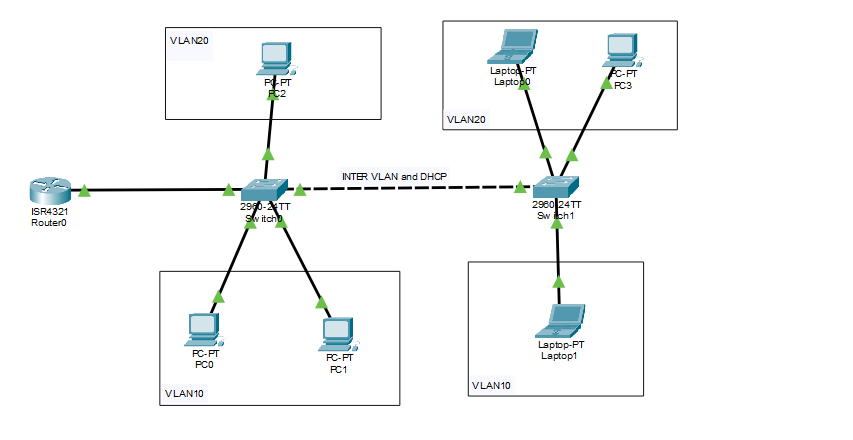 VLAN20
PC-PT
PC2
Laptop-PT
Laptop0
PC-PT
PC3
VLAN20
INTER VLAN and DHCP
ISR4321
Router0
2960-24TT
Switch0
2960-24TT
Switch1
PC-PT
PC0
PC-PT
PC1
VLAN10
Laptop-PT
Laptop1
VLAN10